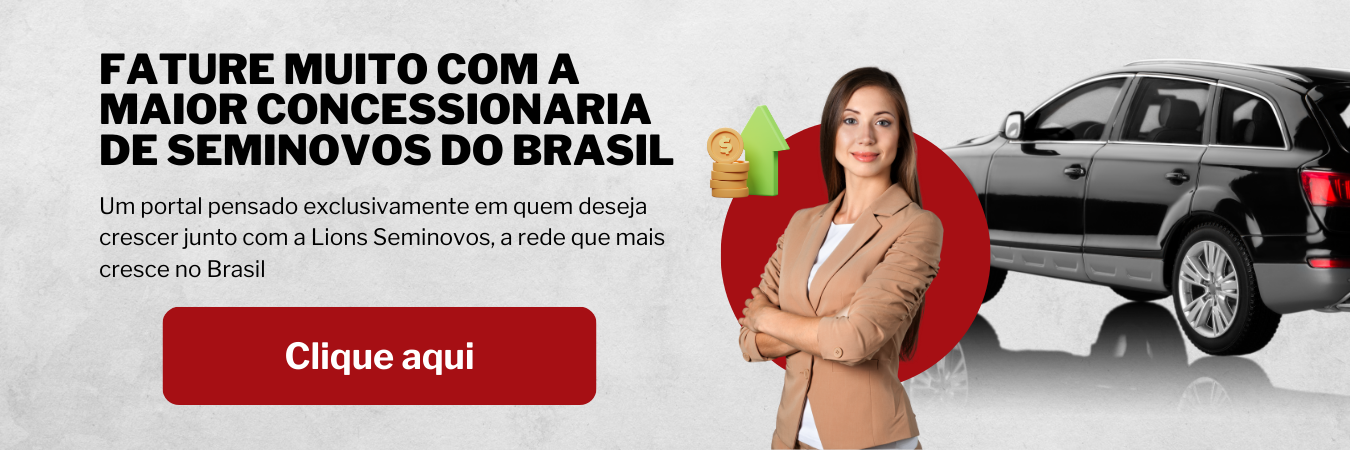 FATURE MUITO COM A
MAIOR CONCESSIONARIA
DE SEMINOVOS DO BRASIL
Um portal pensado exclusivamente em quem deseja
crescer junto com a Lions Seminovos, a rede que mais
cresce no Brasil
Clique aqui